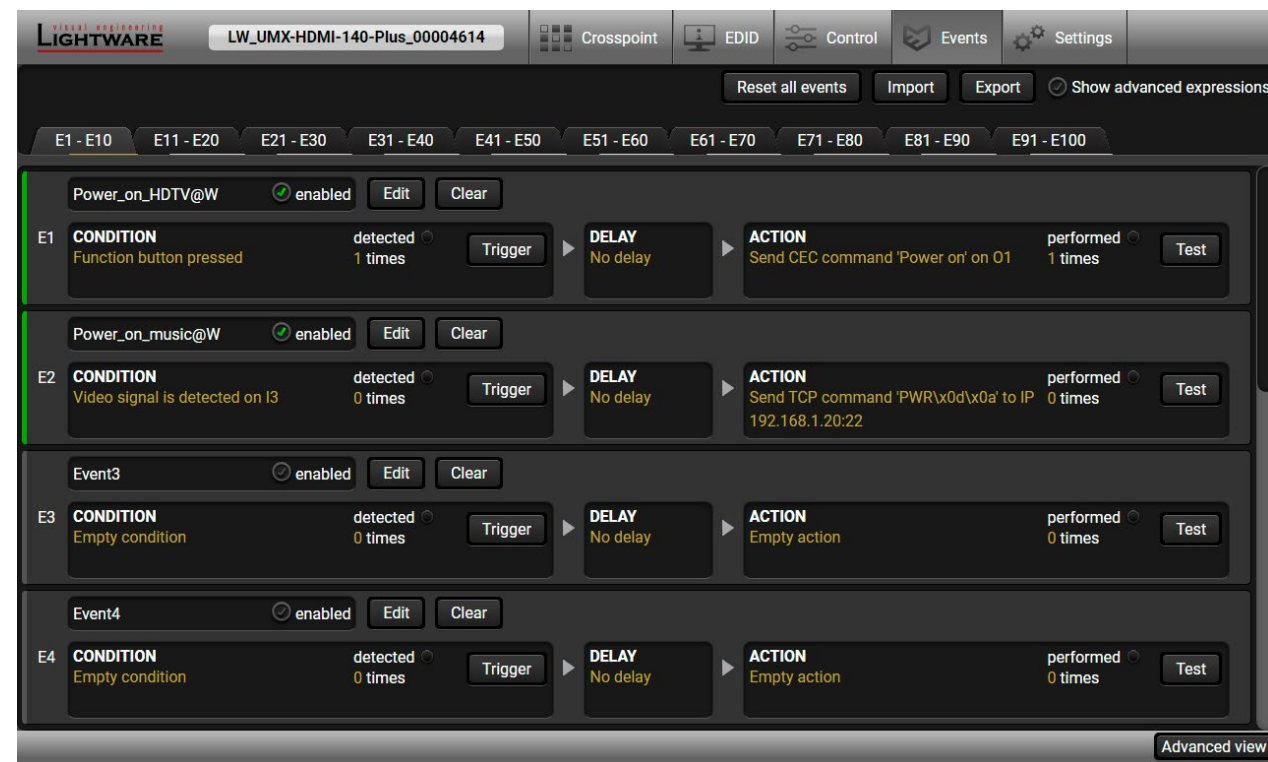 visual engineering
LIGHTWARE
LW_UMX-HDMI-140-Plus_00004614
Crosspoint
EDID
Control
Events
Settings
Reset all events
Import
Export
Show advanced expressions
E1 - E10
E11 - E20
E21 - E30
E31 - E40
E41 - E50
E51 - E60
E61 - E70
E71 - E80
E81 - E90
E91 - E100
Power_on_HDTV@W
enabled
Edit
Clear
E1
CONDITION
Function button pressed
detected
1 times
Trigger
DELAY
No delay
ACTION
Send CEC command 'Power on' on O1
performed
1 times
Test
Power_on_music@W
enabled
Edit
Clear
E2
CONDITION
Video signal is detected on I3
detected
0 times
Trigger
DELAY
No delay
ACTION
Send TCP command 'PWR\x0d\x0a' to IP
192.168.1.20:22
performed
0 times
Test
Event3
enabled
Edit
Clear
E3
CONDITION
Empty condition
detected
0 times
Trigger
DELAY
No delay
ACTION
Empty action
performed
0 times
Test
Event4
enabled
Edit
Clear
E4
CONDITION
Empty condition
detected
0 times
Trigger
DELAY
No delay
ACTION
Empty action
performed
0 times
Test
Advanced view